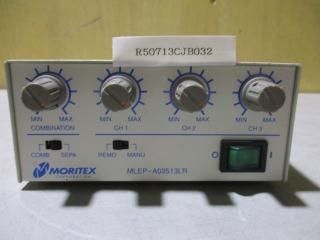 R50713CJB032
MIN MAX MIN MAX MIN MAX MIN MAX
COMBINATION CH 1 CH 2 CH 3
COMB SEPA REMO MANU O I
MORITEX
CORPORATION
MLEP-A03513LR